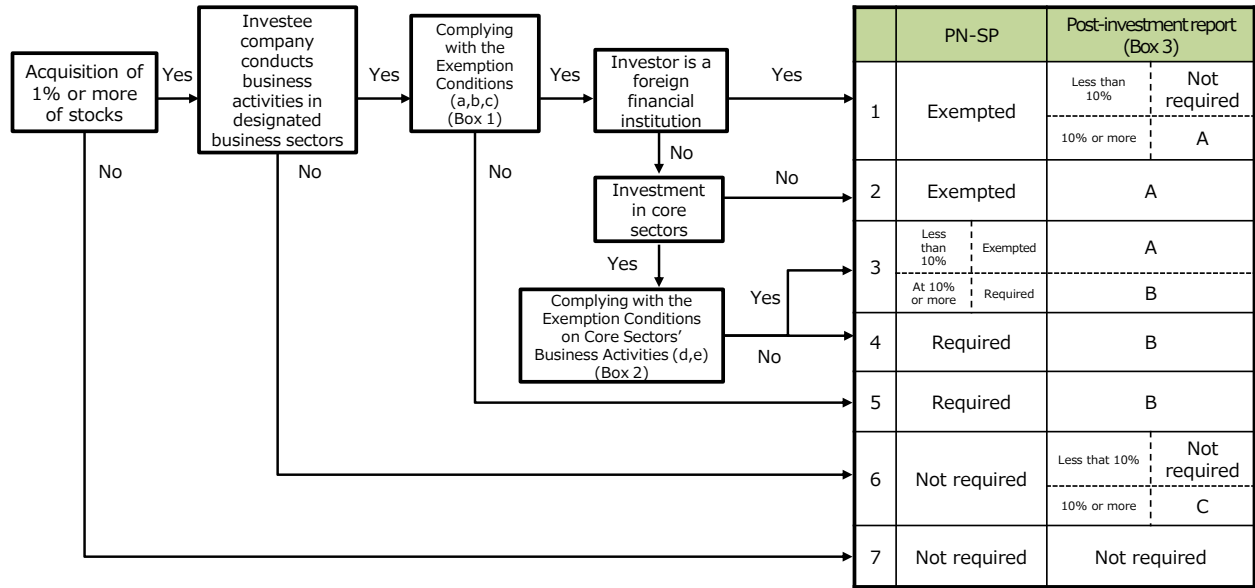 Acquisition of
1% or more
of stocks
Yes
No
Investee
company
conducts
business
activities in
designated
business sectors
Yes
No
Complying
with the
Exemption
Conditions
(a,b,c)
(Box 1)
Yes
No
Investor is a
foreign
financial
institution
Yes
No
Investment
in core
sectors
No
Yes
Complying with the
Exemption Conditions
on Core Sectors’
Business Activities (d,e)
(Box 2)
Yes
No
PN-SP
Post-investment report
(Box 3)
1
Exempted
Less than
10%
Not
required
10% or more
A
2
Exempted
A
3
Less
than
10%
Exempted
A
At 10%
or more
Required
B
4
Required
B
5
Required
B
6
Not required
Less that 10%
Not
required
10% or more
C
7
Not required
Not required